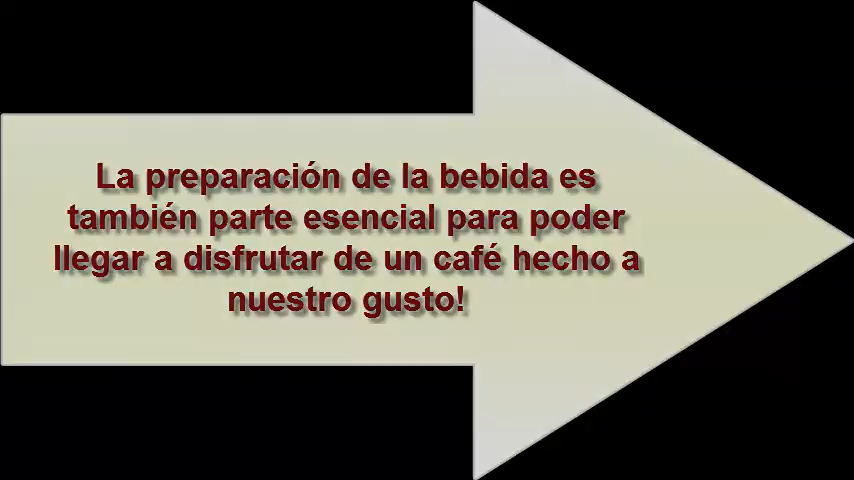 La preparación de la bebida es
también parte esencial para poder
llegar a disfrutar de un café hecho a
nuestro gusto!